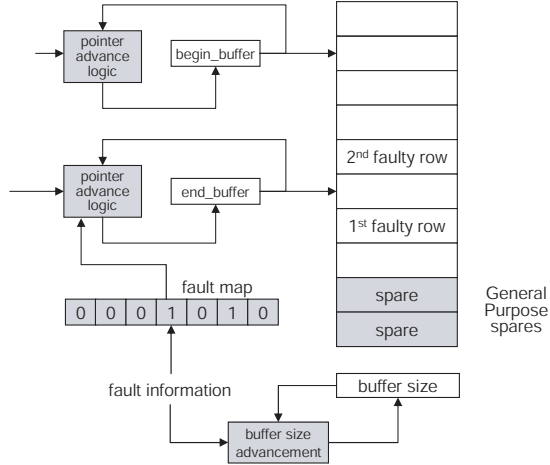 pointer
advance
logic
begin_buffer
2nd faulty row
pointer
advance
logic
end_buffer
1st faulty row
fault map
0 0 0 1 0 1 0
spare
spare
General
Purpose
spares
fault information
buffer size
buffer size
advancement